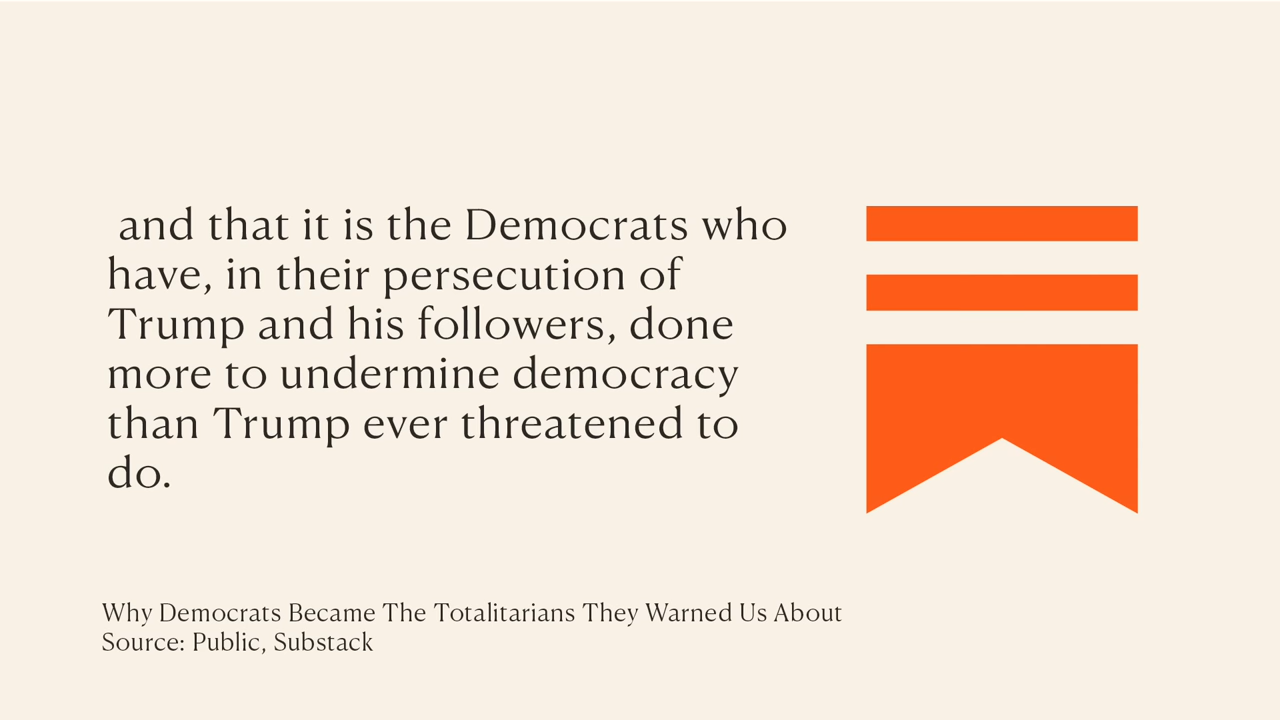 and that it is the Democrats who
have, in their persecution of
Trump and his followers, done
more to undermine democracy
than Trump ever threatened to
do.
Why Democrats Became The Totalitarians They Warned Us About
Source: Public, Substack